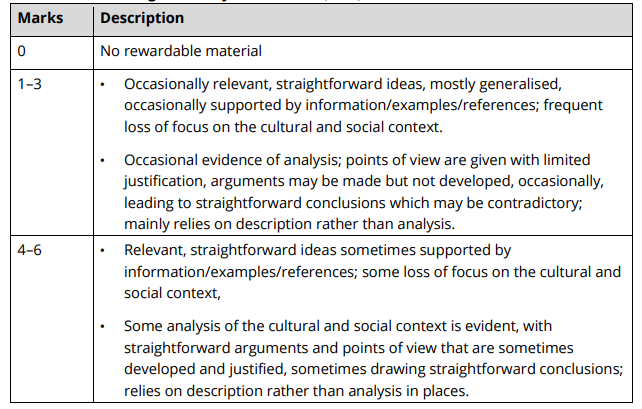 Marks Description
0 No rewardable material
1–3 • Occasionally relevant, straightforward ideas, mostly generalised,
occasionally supported by information/examples/references; frequent
loss of focus on the cultural and social context.
• Occasional evidence of analysis; points of view are given with limited
justification, arguments may be made but not developed, occasionally,
leading to straightforward conclusions which may be contradictory;
mainly relies on description rather than analysis.
4–6 • Relevant, straightforward ideas sometimes supported by
information/examples/references; some loss of focus on the cultural and
social context,
• Some analysis of the cultural and social context is evident, with
straightforward arguments and points of view that are sometimes
developed and justified, sometimes drawing straightforward conclusions;
relies on description rather than analysis in places.